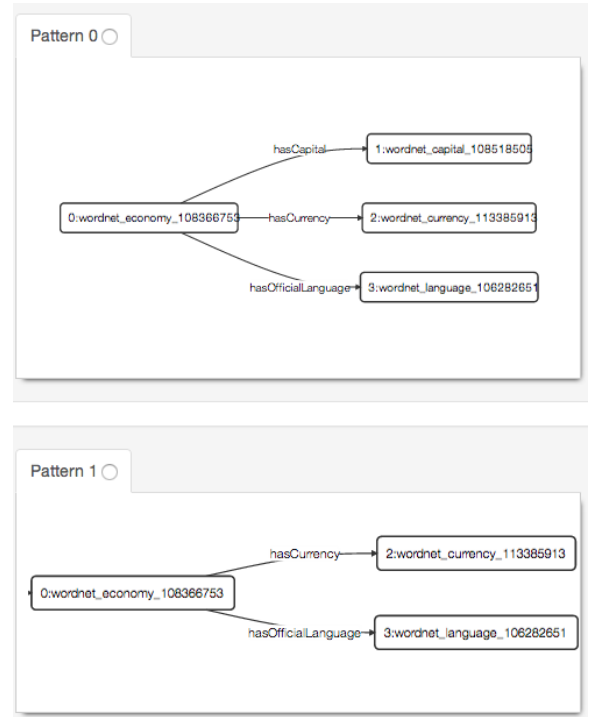 Pattern 0
hasCapital
1:wordnet_capital_108518505
0:wordnet_economy_108366753
hasCurrency
2:wordnet_currency_113385913
hasOfficialLanguage
3:wordnet_language_106282651
Pattern 1
hasCurrency
2:wordnet_currency_113385913
0:wordnet_economy_108366753
hasOfficialLanguage
3:wordnet_language_106282651